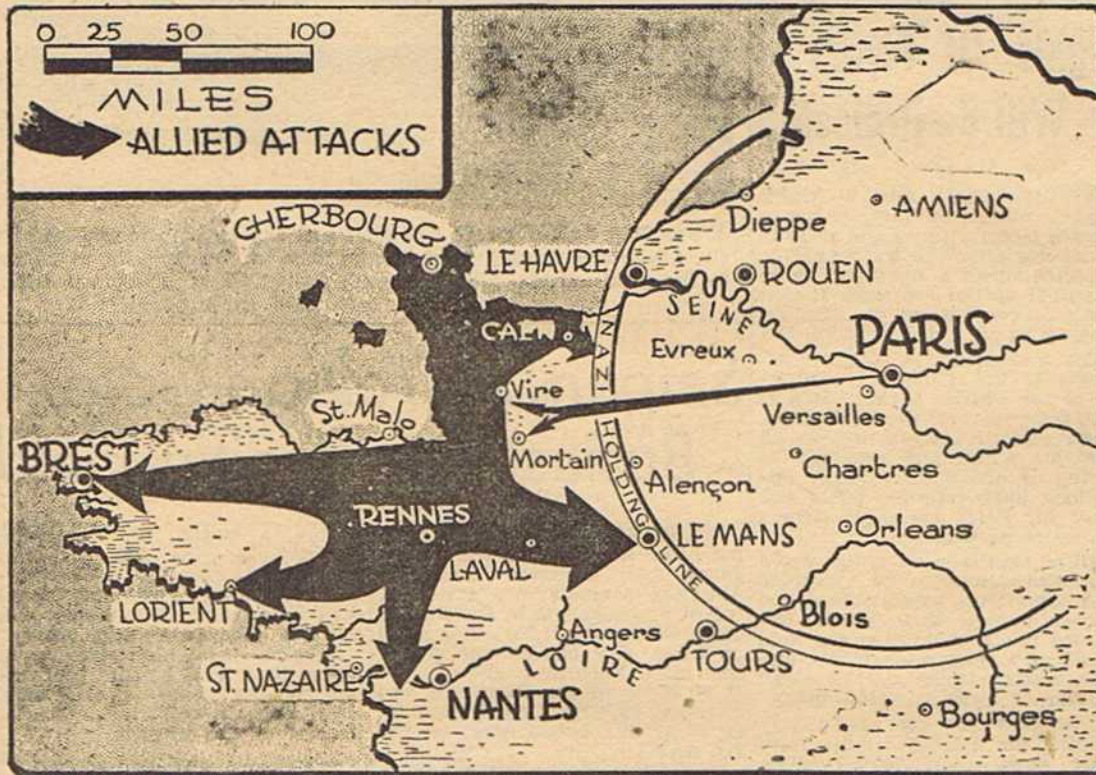 0 25 50 100
MILES
ALLIED ATTACKS
CHERBOURG
LE HAVRE
Dieppe
AMIENS
ROUEN
SEINE
CAEN
Evreux
PARIS
Vire
Versailles
St. Malo
NAZI HOLDING LINE
BREST
Mortain
Alençon
Chartres
RENNES
LE MANS
Orleans
LAVAL
LORIENT
Angers
Blois
LOIRE
TOURS
ST. NAZAIRE
NANTES
Bourges